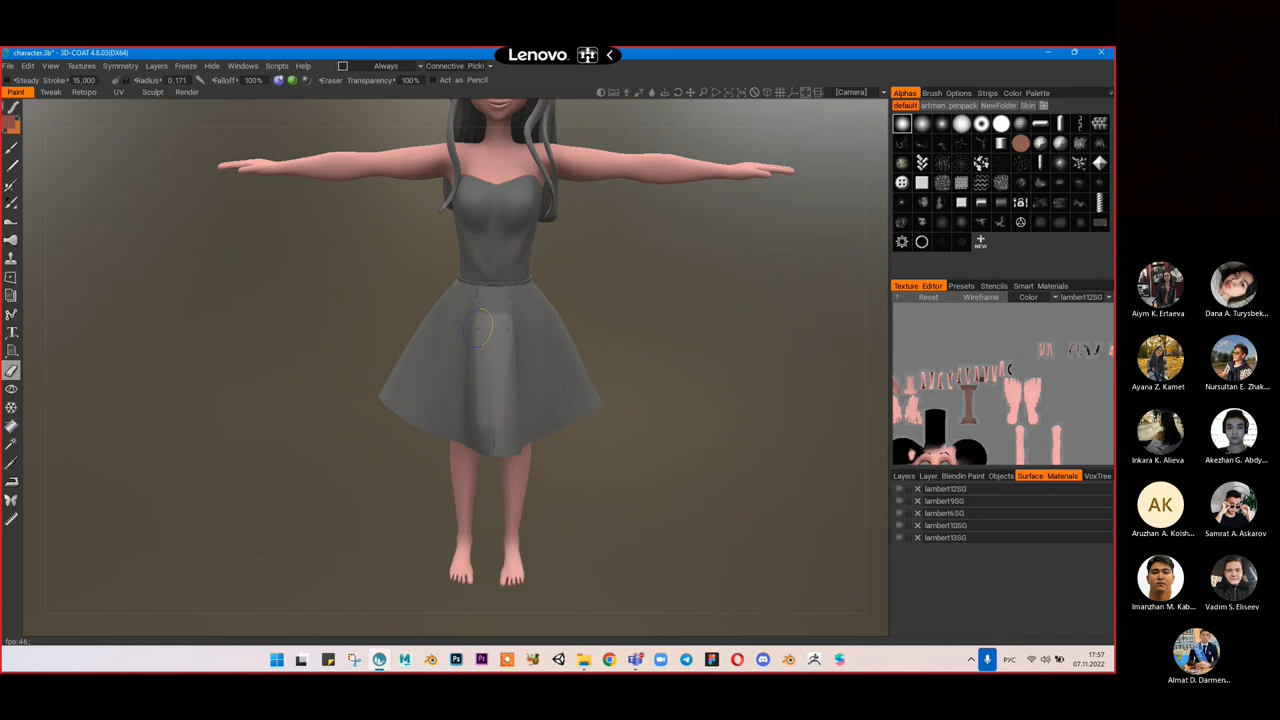 character.3b* - 3D-COAT 4.8.03(DX64)
Lenovo
File Edit View Textures Symmetry Layers Freeze Hide Windows Scripts Help Always Connective Picki
Steady Stroke 15,000 Radius 0,171 Falloff 100% Eraser Transparency 100% Act as Pencil
Paint Tweak Retopo UV Sculpt Render [Camera]
Alphas Brush Options Strips Color Palette
default artman penpack NewFolder Skin
NEW
Texture Editor Presets Stencils Smart Materials
? Reset Wireframe Color lambert12SG
Layers Layer Blendin Paint Objects Surface Materials VoxTree
lambert12SG
lambert9SG
lambert6SG
lambert10SG
lambert13SG
fps:46;
РУС
17:57
07.11.2022
Aiym K. Ertaeva
Dana A. Turysbek...
Ayana Z. Kamet
Nursultan E. Zhak...
Inkara K. Alieva
Akezhan G. Abdy...
AK
Aruzhan A. Koish...
Samrat A. Askarov
Imanzhan M. Kab...
Vadim S. Eliseev
Almat D. Darmen...